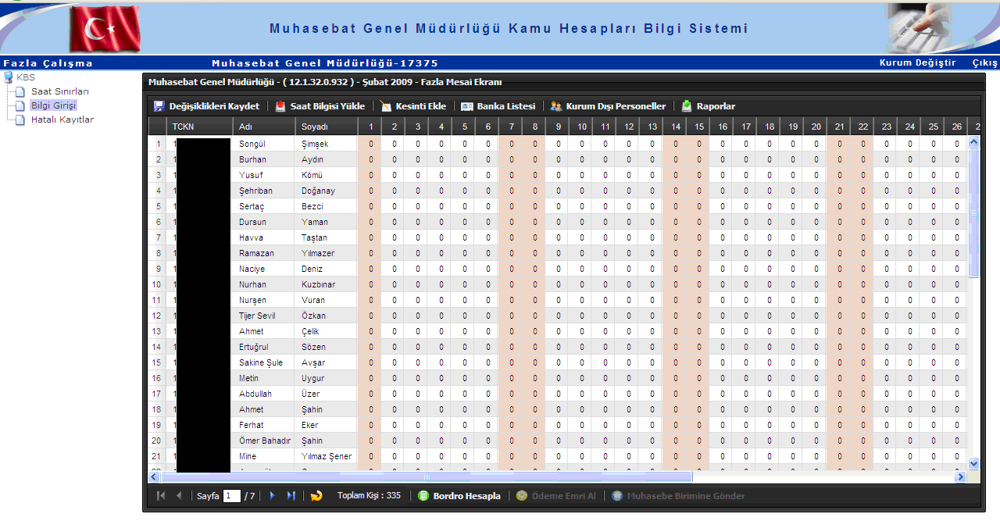 Muhasebat Genel Müdürlüğü Kamu Hesapları Bilgi Sistemi
Fazla Çalışma Muhasebat Genel Müdürlüğü-17375 Kurum Değiştir Çıkış
KBS
Saat Sınırları
Bilgi Girişi
Hatalı Kayıtlar
Muhasebat Genel Müdürlüğü - ( 12.1.32.0.932 ) - Şubat 2009 - Fazla Mesai Ekranı
Değişiklikleri Kaydet Saat Bilgisi Yükle Kesinti Ekle Banka Listesi Kurum Dışı Personeller Raporlar
TCKN Adı Soyadı 1 2 3 4 5 6 7 8 9 10 11 12 13 14 15 16 17 18 19 20 21 22 23 24 25 26 2
1 1 Songül Şimşek 0 0 0 0 0 0 0 0 0 0 0 0 0 0 0 0 0 0 0 0 0 0 0 0 0 0
2 1 Burhan Aydın 0 0 0 0 0 0 0 0 0 0 0 0 0 0 0 0 0 0 0 0 0 0 0 0 0 0
3 1 Yusuf Kömü 0 0 0 0 0 0 0 0 0 0 0 0 0 0 0 0 0 0 0 0 0 0 0 0 0 0
4 1 Şehriban Doğanay 0 0 0 0 0 0 0 0 0 0 0 0 0 0 0 0 0 0 0 0 0 0 0 0 0 0
5 1 Sertaç Bezci 0 0 0 0 0 0 0 0 0 0 0 0 0 0 0 0 0 0 0 0 0 0 0 0 0 0
6 1 Dursun Yaman 0 0 0 0 0 0 0 0 0 0 0 0 0 0 0 0 0 0 0 0 0 0 0 0 0 0
7 1 Havva Taştan 0 0 0 0 0 0 0 0 0 0 0 0 0 0 0 0 0 0 0 0 0 0 0 0 0 0
8 1 Ramazan Yılmazer 0 0 0 0 0 0 0 0 0 0 0 0 0 0 0 0 0 0 0 0 0 0 0 0 0 0
9 1 Naciye Deniz 0 0 0 0 0 0 0 0 0 0 0 0 0 0 0 0 0 0 0 0 0 0 0 0 0 0
10 1 Nurhan Kuzbınar 0 0 0 0 0 0 0 0 0 0 0 0 0 0 0 0 0 0 0 0 0 0 0 0 0 0
11 1 Nurşen Vuran 0 0 0 0 0 0 0 0 0 0 0 0 0 0 0 0 0 0 0 0 0 0 0 0 0 0
12 1 Tijer Sevil Özkan 0 0 0 0 0 0 0 0 0 0 0 0 0 0 0 0 0 0 0 0 0 0 0 0 0 0
13 1 Ahmet Çelik 0 0 0 0 0 0 0 0 0 0 0 0 0 0 0 0 0 0 0 0 0 0 0 0 0 0
14 1 Ertuğrul Sözen 0 0 0 0 0 0 0 0 0 0 0 0 0 0 0 0 0 0 0 0 0 0 0 0 0 0
15 1 Sakine Şule Avşar 0 0 0 0 0 0 0 0 0 0 0 0 0 0 0 0 0 0 0 0 0 0 0 0 0 0
16 1 Metin Uygur 0 0 0 0 0 0 0 0 0 0 0 0 0 0 0 0 0 0 0 0 0 0 0 0 0 0
17 1 Abdullah Üzer 0 0 0 0 0 0 0 0 0 0 0 0 0 0 0 0 0 0 0 0 0 0 0 0 0 0
18 1 Ahmet Şahin 0 0 0 0 0 0 0 0 0 0 0 0 0 0 0 0 0 0 0 0 0 0 0 0 0 0
19 1 Ferhat Eker 0 0 0 0 0 0 0 0 0 0 0 0 0 0 0 0 0 0 0 0 0 0 0 0 0 0
20 1 Ömer Bahadır Şahin 0 0 0 0 0 0 0 0 0 0 0 0 0 0 0 0 0 0 0 0 0 0 0 0 0 0
21 1 Mine Yılmaz Şener 0 0 0 0 0 0 0 0 0 0 0 0 0 0 0 0 0 0 0 0 0 0 0 0 0 0
Sayfa 1 / 7 Toplam Kişi : 335 Bordro Hesapla Ödeme Emri Al Muhasebe Birimine Gönder